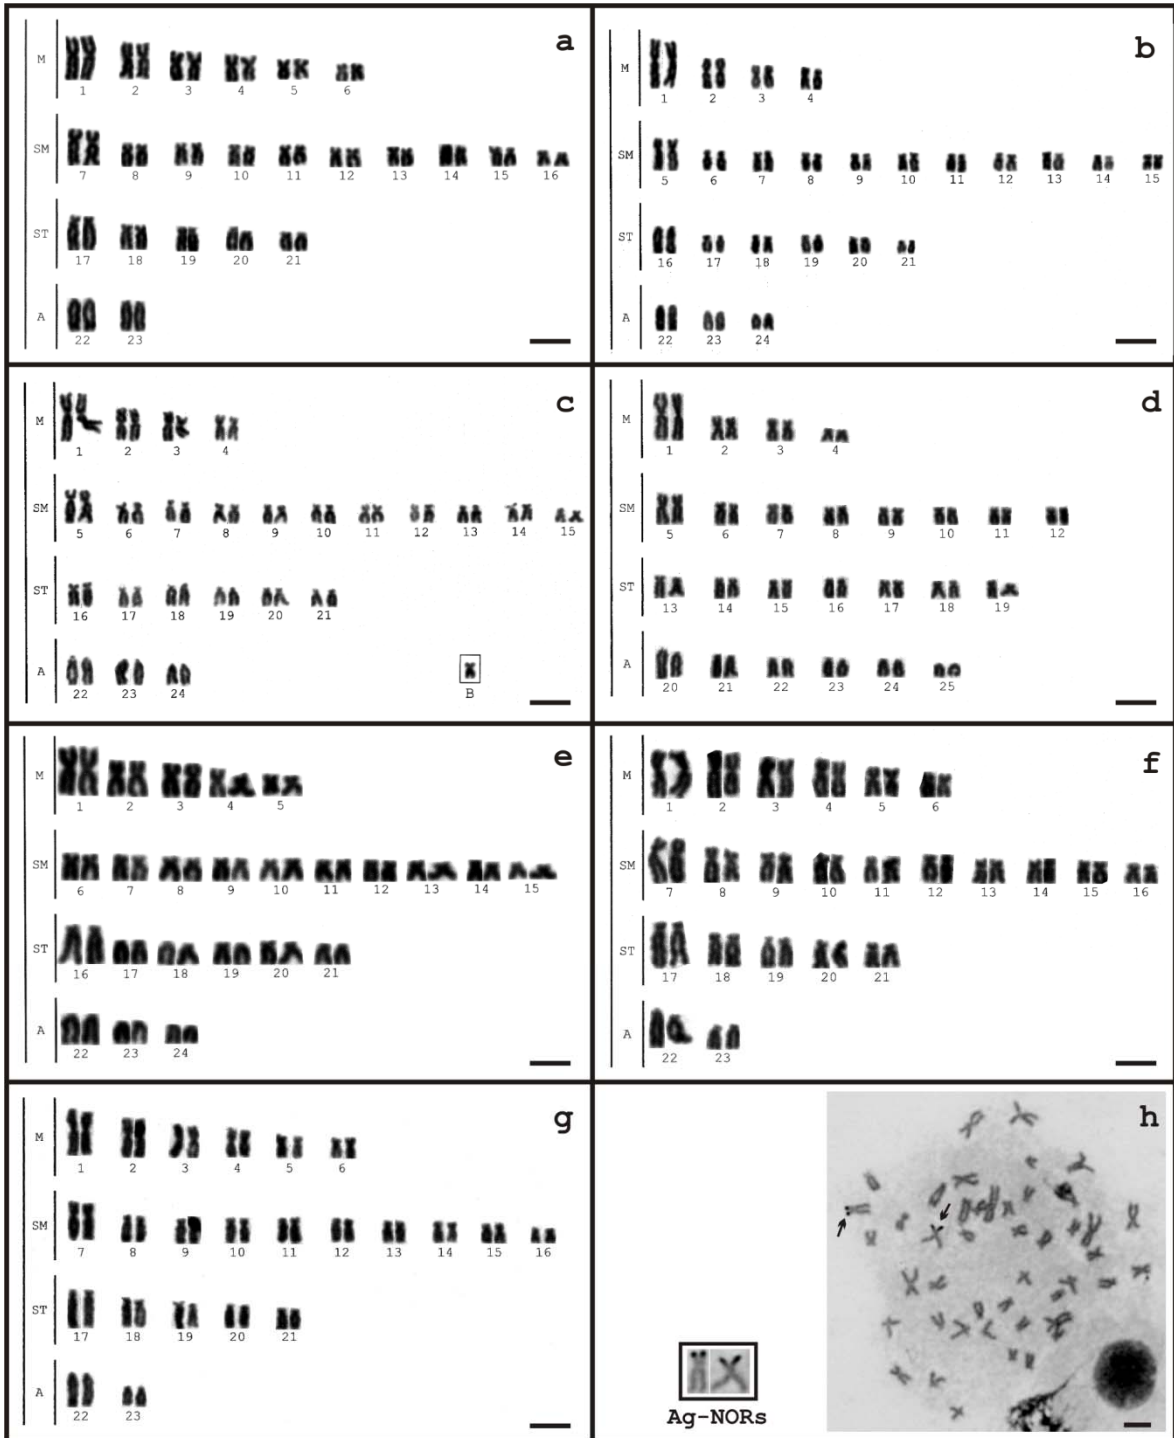 a
M
1 2 3 4 5 6
SM
7 8 9 10 11 12 13 14 15 16
ST
17 18 19 20 21
A
22 23
b
M
1 2 3 4
SM
5 6 7 8 9 10 11 12 13 14 15
ST
16 17 18 19 20 21
A
22 23 24
c
M
1 2 3 4
SM
5 6 7 8 9 10 11 12 13 14 15
ST
16 17 18 19 20 21
A
22 23 24 B
d
M
1 2 3 4
SM
5 6 7 8 9 10 11 12
ST
13 14 15 16 17 18 19
A
20 21 22 23 24 25
e
M
1 2 3 4 5
SM
6 7 8 9 10 11 12 13 14 15
ST
16 17 18 19 20 21
A
22 23 24
f
M
1 2 3 4 5 6
SM
7 8 9 10 11 12 13 14 15 16
ST
17 18 19 20 21
A
22 23
g
M
1 2 3 4 5 6
SM
7 8 9 10 11 12 13 14 15 16
ST
17 18 19 20 21
A
22 23
h
Ag-NORs